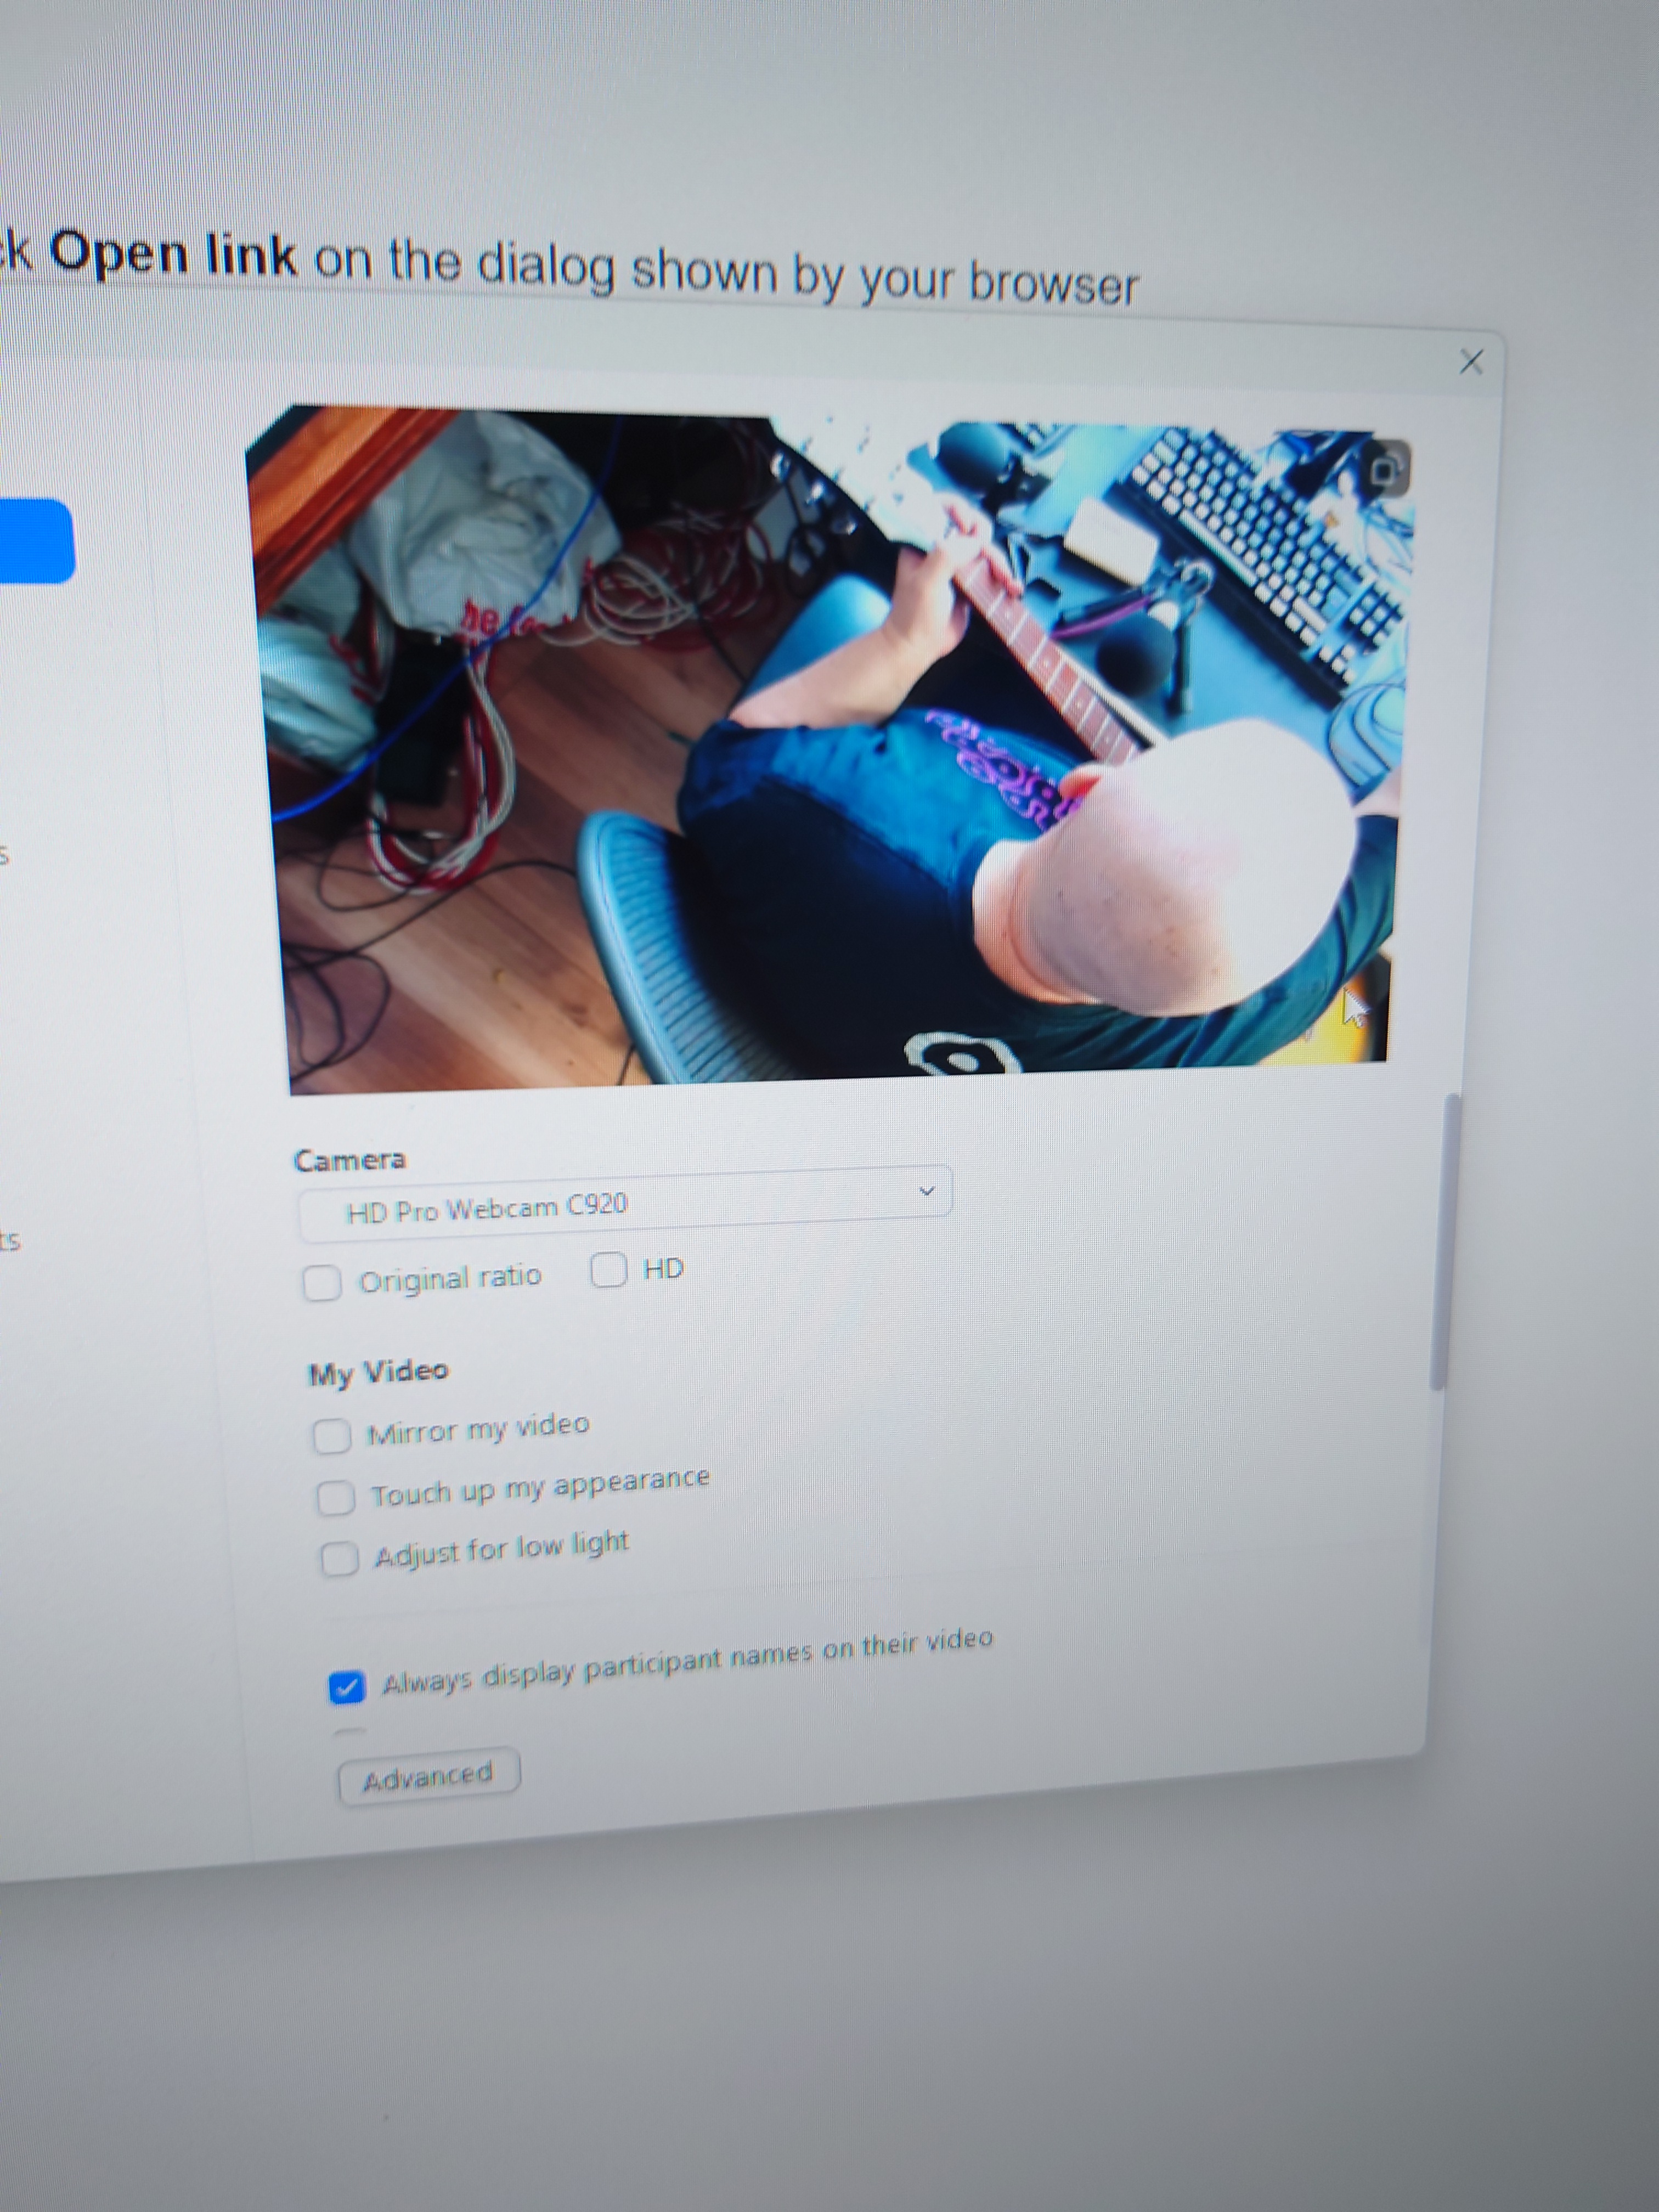 Open link on the dialog shown by your browser
Camera
HD Pro Webcam C920
Original ratio
HD
My Video
Mirror my video
Touch up my appearance
Adjust for low light
Always display participant names on their video
Advanced